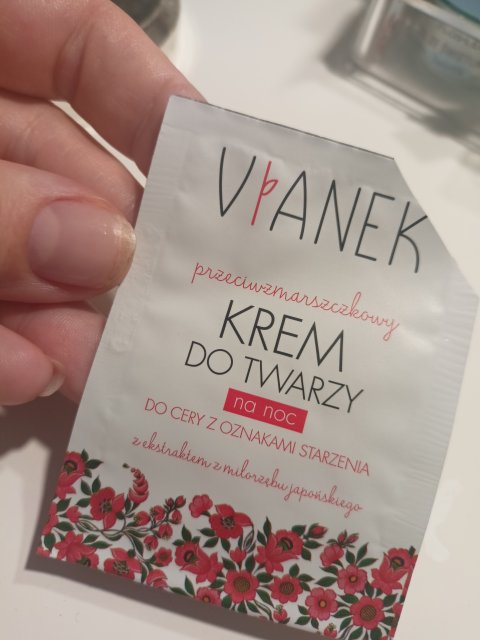 VIANEK
przeciwzmarszczkowy
KREM
DO TWARZY
na noc
DO CERY Z OZNAKAMI STARZENIA
z ekstraktem z miłorzębu japońskiego